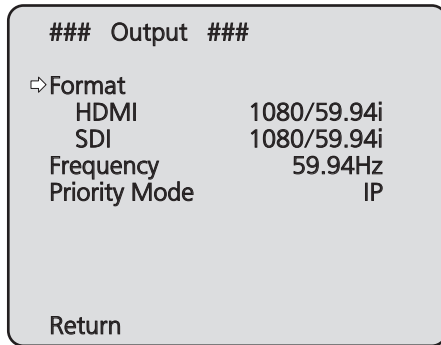 ### Output ###
⇨Format
HDMI 1080/59.94i
SDI 1080/59.94i
Frequency 59.94Hz
Priority Mode IP
Return